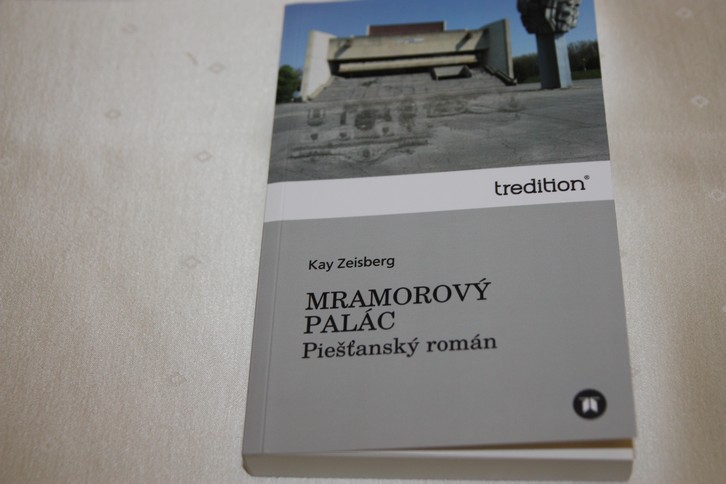 tredition®
Kay Zeisberg
MRAMOROVÝ
PALÁC
Piešťanský román